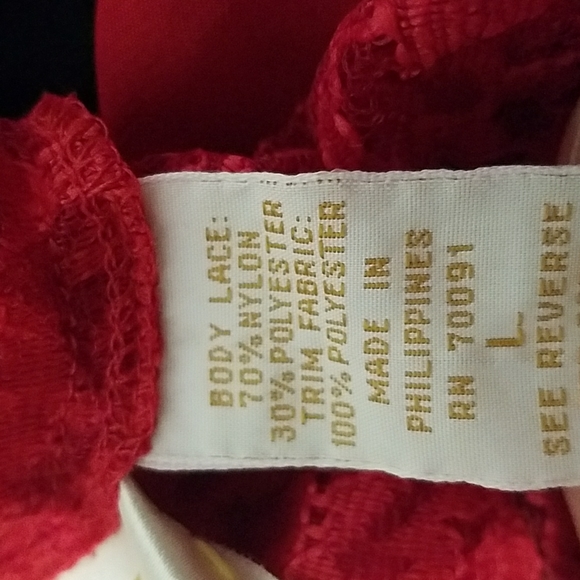 BODY LACE:
70% NYLON
30% POLYESTER
TRIM FABRIC:
100% POLYESTER
MADE IN
PHILIPPINES
RN 70091
L
SEE REVERSE